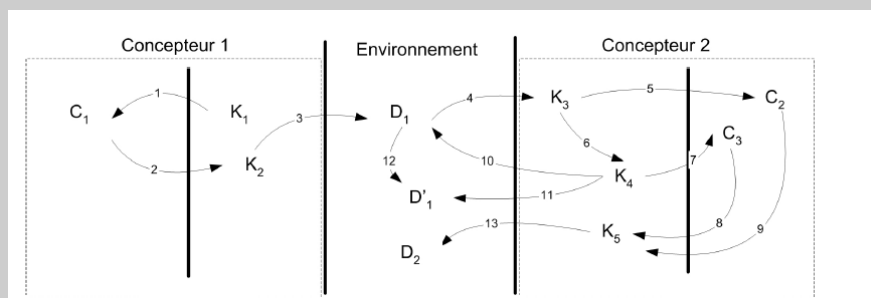 Concepteur 1 Environnement Concepteur 2
1 4 5
C₁ K₁ D₁ K₃ C₂
3
2 K₂ 12 10 6 7 C₃
K₄
D'₁ 11
13 K₅ 8 9
D₂